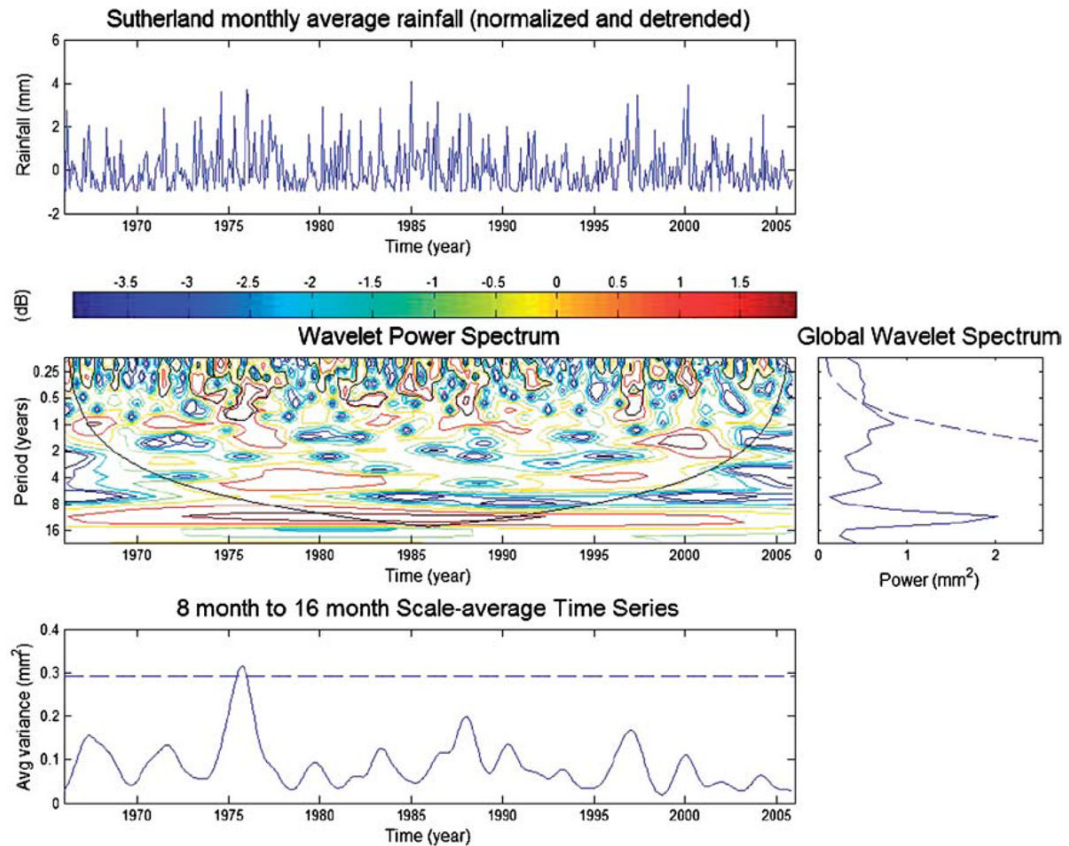 Sutherland monthly average rainfall (normalized and detrended)
6
4
2
0
-2
Rainfall (mm)
1970 1975 1980 1985 1990 1995 2000 2005
Time (year)
(dB)
-3.5 -3 -2.5 -2 -1.5 -1 -0.5 0 0.5 1 1.5
Wavelet Power Spectrum
0.25
0.5
1
2
4
8
16
Period (years)
1970 1975 1980 1985 1990 1995 2000 2005
Time (year)
Global Wavelet Spectrum
0 1 2
Power (mm²)
8 month to 16 month Scale-average Time Series
0.4
0.3
0.2
0.1
0
Avg variance (mm²)
1970 1975 1980 1985 1990 1995 2000 2005
Time (year)